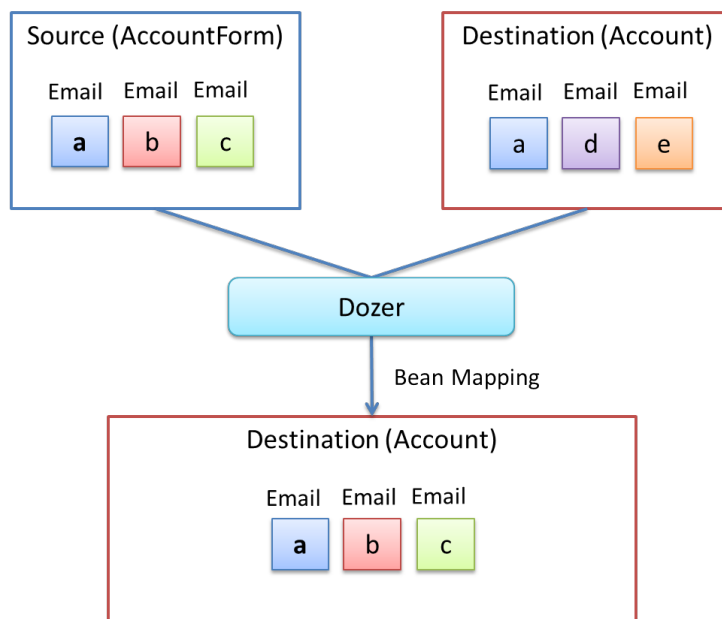 Source (AccountForm)
Email Email Email
a b c
Destination (Account)
Email Email Email
a d e
Dozer
Bean Mapping
Destination (Account)
Email Email Email
a b c